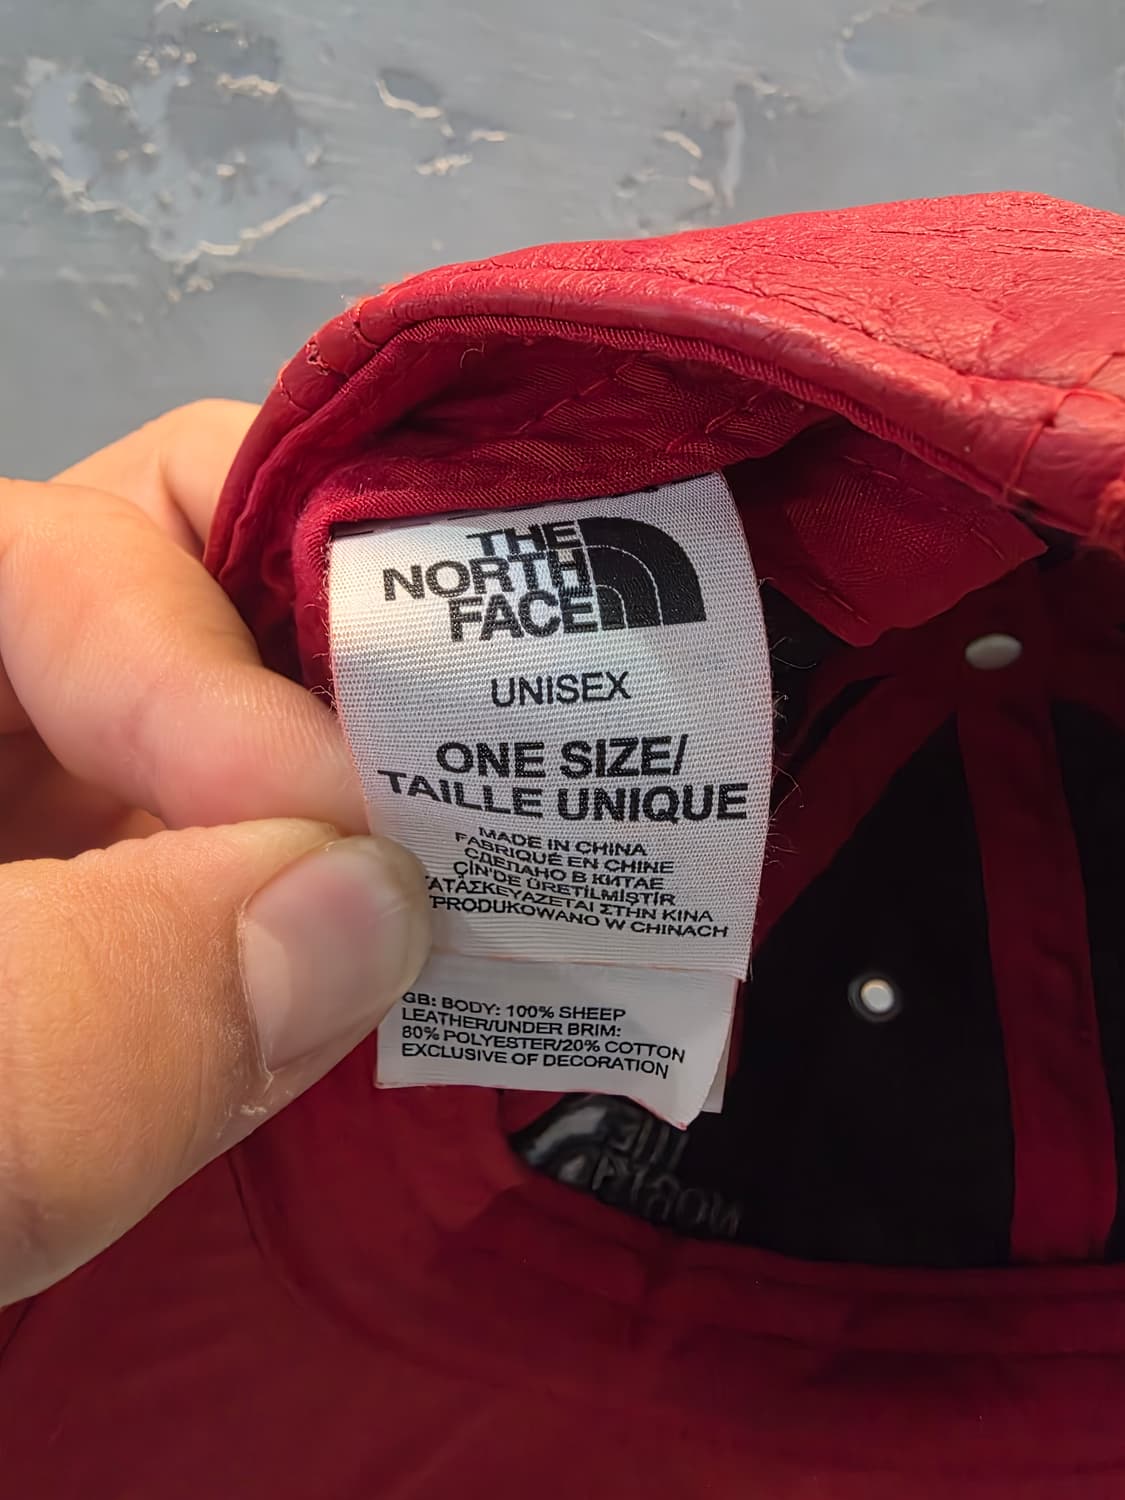 THE
NORTH
FACE
UNISEX
ONE SIZE/
TAILLE UNIQUE
MADE IN CHINA
FABRIQUÉ EN CHINE
СДЕЛАНО В КИТАЕ
ÇİN'DE ÜRETİLMİŞTİR
ΑΤΑΣΚΕΥΑΖΕΤΑΙ ΣΤΗΝ ΚΙΝΑ
PRODUKOWANO W CHINACH
GB: BODY: 100% SHEEP
LEATHER/UNDER BRIM:
80% POLYESTER/20% COTTON
EXCLUSIVE OF DECORATION